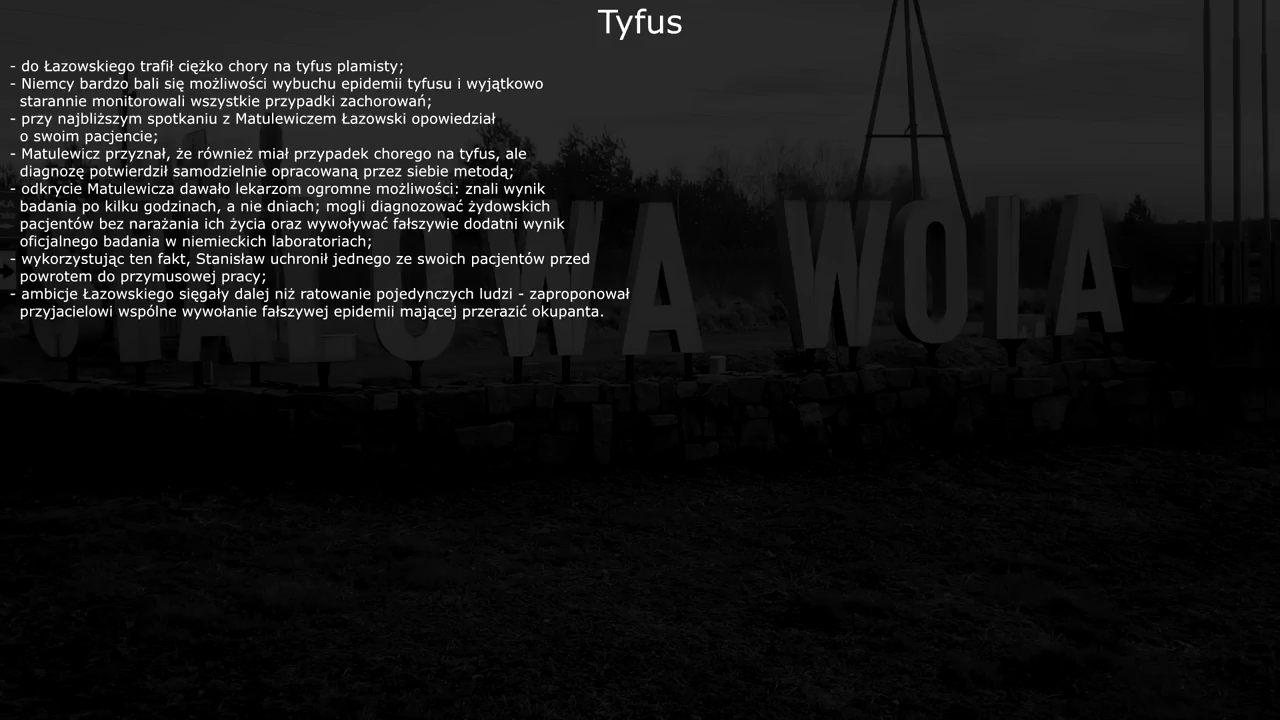 Tyfus
- do Łazowskiego trafił ciężko chory na tyfus plamisty;
- Niemcy bardzo bali się możliwości wybuchu epidemii tyfusu i wyjątkowo
starannie monitorowali wszystkie przypadki zachorowań;
- przy najbliższym spotkaniu z Matulewiczem Łazowski opowiedział
o swoim pacjencie;
- Matulewicz przyznał, że również miał przypadek chorego na tyfus, ale
diagnozę potwierdził samodzielnie opracowaną przez siebie metodą;
- odkrycie Matulewicza dawało lekarzom ogromne możliwości: znali wynik
badania po kilku godzinach, a nie dniach; mogli diagnozować żydowskich
pacjentów bez narażania ich życia oraz wywoływać fałszywie dodatni wynik
oficjalnego badania w niemieckich laboratoriach;
- wykorzystując ten fakt, Stanisław uchronił jednego ze swoich pacjentów przed
powrotem do przymusowej pracy;
- ambicje Łazowskiego sięgały dalej niż ratowanie pojedynczych ludzi - zaproponował
przyjacielowi wspólne wywołanie fałszywej epidemii mającej przerazić okupanta.
STALOWA WOLA